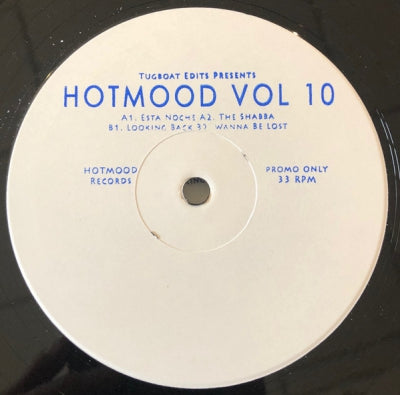 Tugboat Edits Presents
HOTMOOD VOL 10
A1. Esta Noche A2. The Shabba
B1. Looking Back B2. Wanna Be Lost
HOTMOOD RECORDS
PROMO ONLY
33 RPM